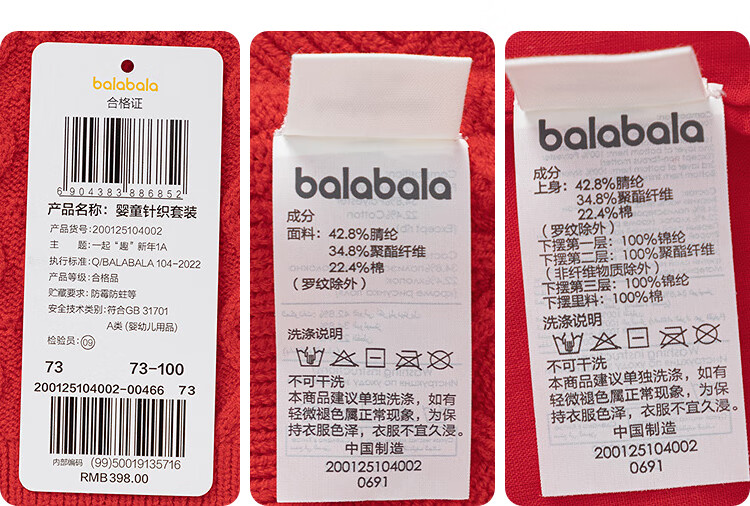 balabala
合格证
6904383886852
产品名称：婴童针织套装
产品货号：200125104002
主 题：一起“趣”新年1A
执行标准：Q/BALABALA 104-2022
产品等级：合格品
贮藏要求：防霉防蛀等
安全技术类别：符合GB 31701
A类（婴幼儿用品）
检验员：09
73 73-100
200125104002-00466 73
内部编码 (99)50019135716
RMB398.00
balabala
成分
面料：42.8%腈纶
34.8%聚酯纤维
22.4%棉
（罗纹除外）
洗涤说明
不可干洗
本商品建议单独洗涤，如有
轻微褪色属正常现象，为保
持衣服色泽，衣服不宜久浸。
中国制造
200125104002
0691
balabala
成分
上身：42.8%腈纶
34.8%聚酯纤维
22.4%棉
（罗纹除外）
下摆第一层：100%锦纶
下摆第二层：100%聚酯纤维
（非纤维物质除外）
下摆第三层：100%锦纶
下摆里料：100%棉
洗涤说明
不可干洗
本商品建议单独洗涤，如有
轻微褪色属正常现象，为保
持衣服色泽，衣服不宜久浸。
中国制造
200125104002
0691